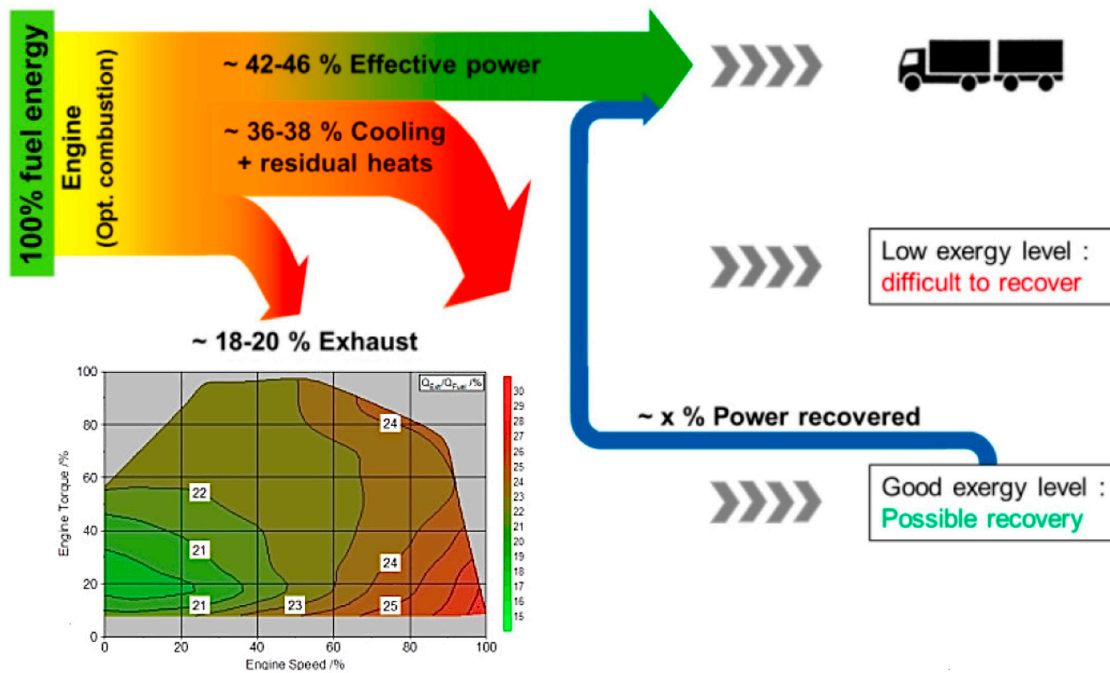 100% fuel energy
Engine
(Opt. combustion)
~ 42-46 % Effective power
~ 36-38 % Cooling
+ residual heats
~ 18-20 % Exhaust
Low exergy level :
difficult to recover
~ x % Power recovered
Good exergy level :
Possible recovery
Q_Exh/Q_Fuel /%
Engine Torque /%
100
80
60
40
20
0
24
22
21
24
21
23
25
0
20
40
60
80
100
Engine Speed /%
30
29
28
27
26
25
24
23
22
21
20
19
18
17
16
15